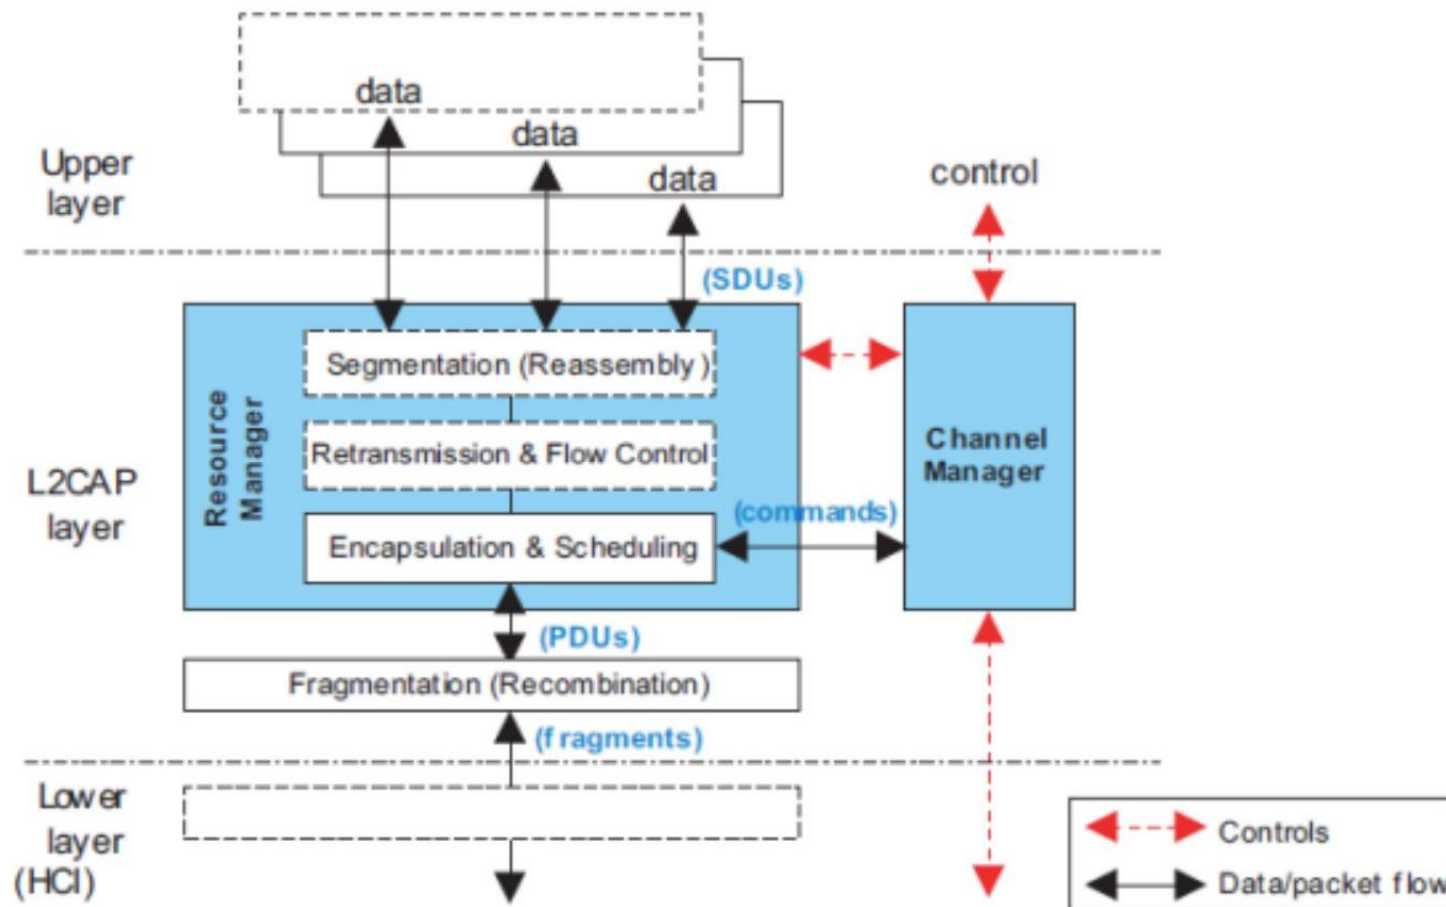 data
data
data
Upper
layer
control
(SDUs)
Segmentation (Reassembly)
Resource
Manager
Retransmission & Flow Control
Channel
Manager
L2CAP
layer
(commands)
Encapsulation & Scheduling
(PDUs)
Fragmentation (Recombination)
(fragments)
Lower
layer
(HCI)
Controls
Data/packet flow